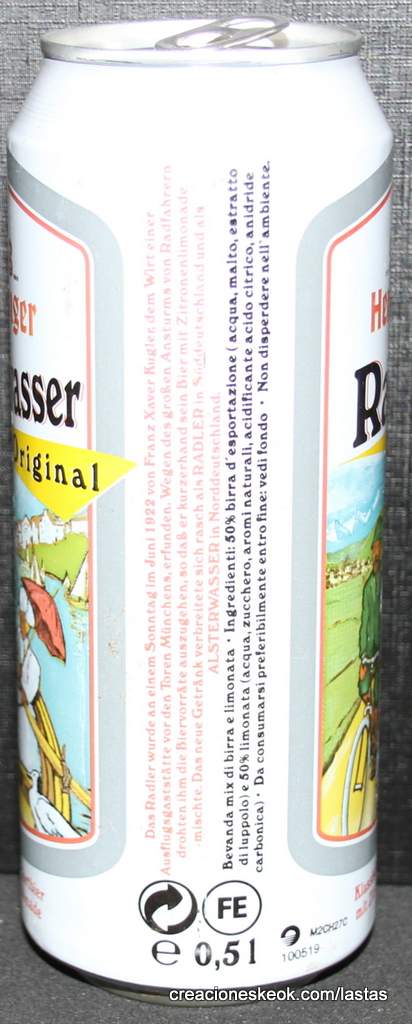 ger
asser
Original
Das Radler wurde an einem Sonntag im Juni 1922 von Franz Xaver Kugler, dem Wirt einer
Ausflugsgaststätte vor den Toren Münchens, erfunden. Wegen des großen Ansturms von Radfahrern
drohten ihm die Biervorräte auszugehen, so daß er kurzerhand sein Bier mit Zitronenlimonade
mischte. Das neue Getränk verbreitete sich rasch als RADLER in Süddeutschland und als
ALSTERWASSER in Norddeutschland.
Bevanda mix di birra e limonata · Ingredienti: 50% birra d'esportazione (acqua, malto, estratto
di luppolo) e 50% limonata (acqua, zucchero, aromi naturali, acidificante acido citrico, anidride
carbonica) · Da consumarsi preferibilmente entro fine: vedi fondo · Non disperdere nell'ambiente.
He
Ra
FE
e 0,5 l
M2CH27C
100519
creacioneskeok.com/lastas